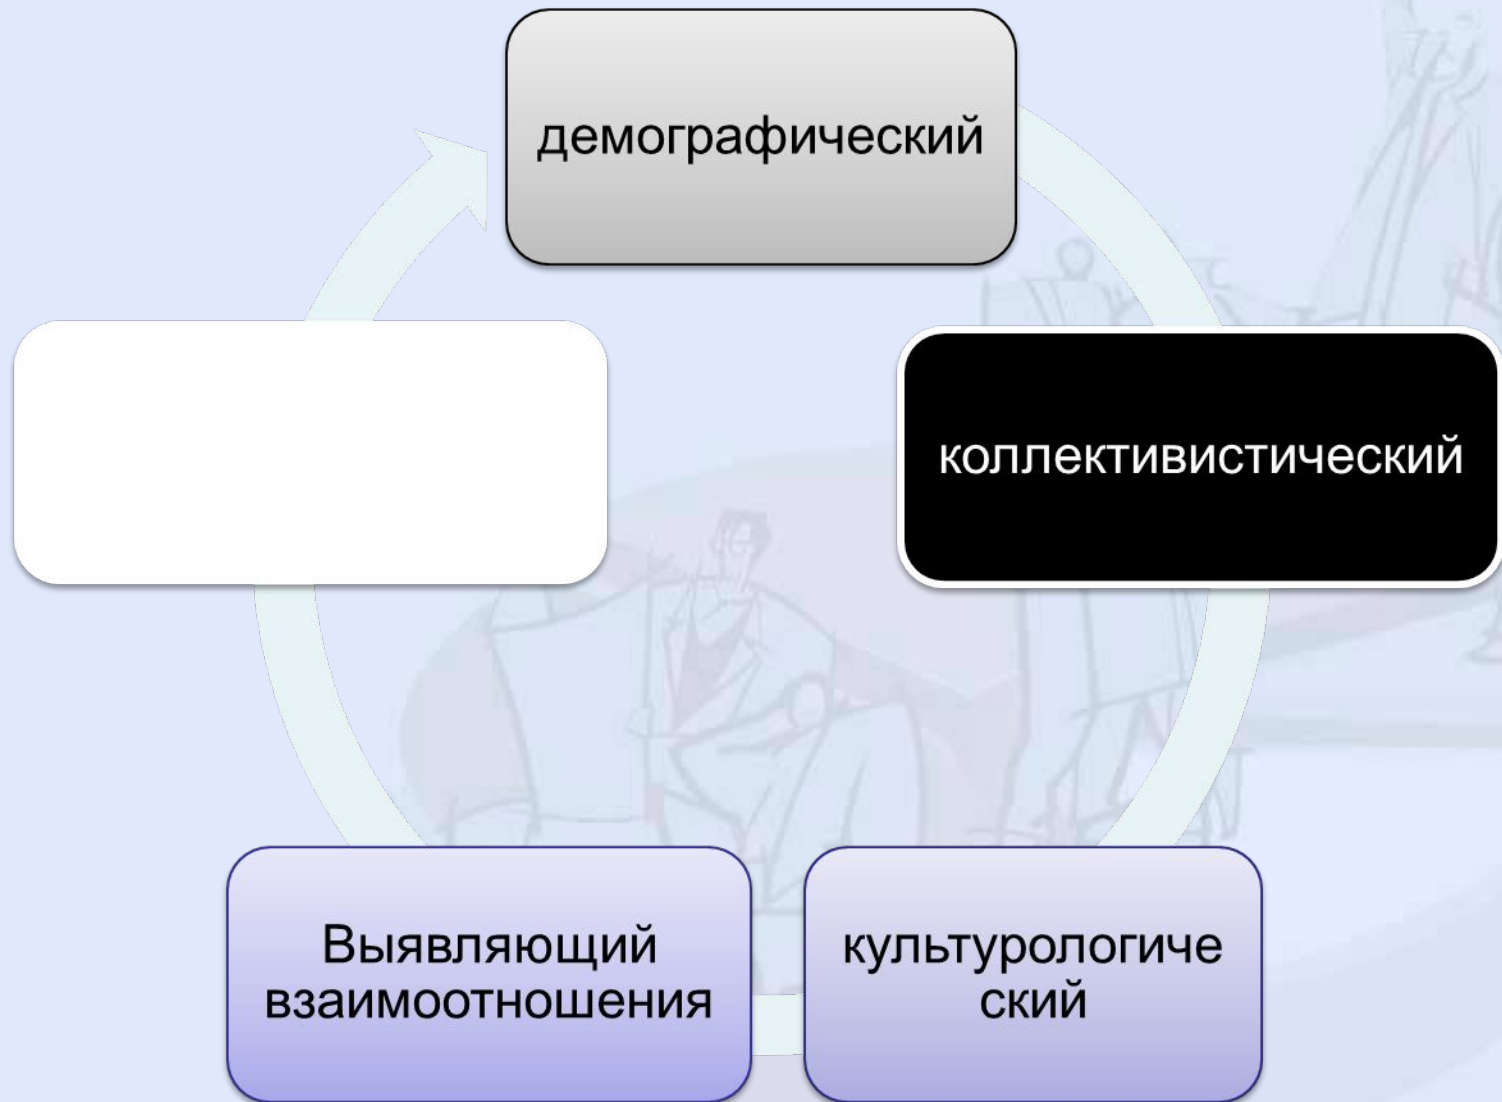 демографический
коллективистический
культурологиче
ский
Выявляющий
взаимоотношения